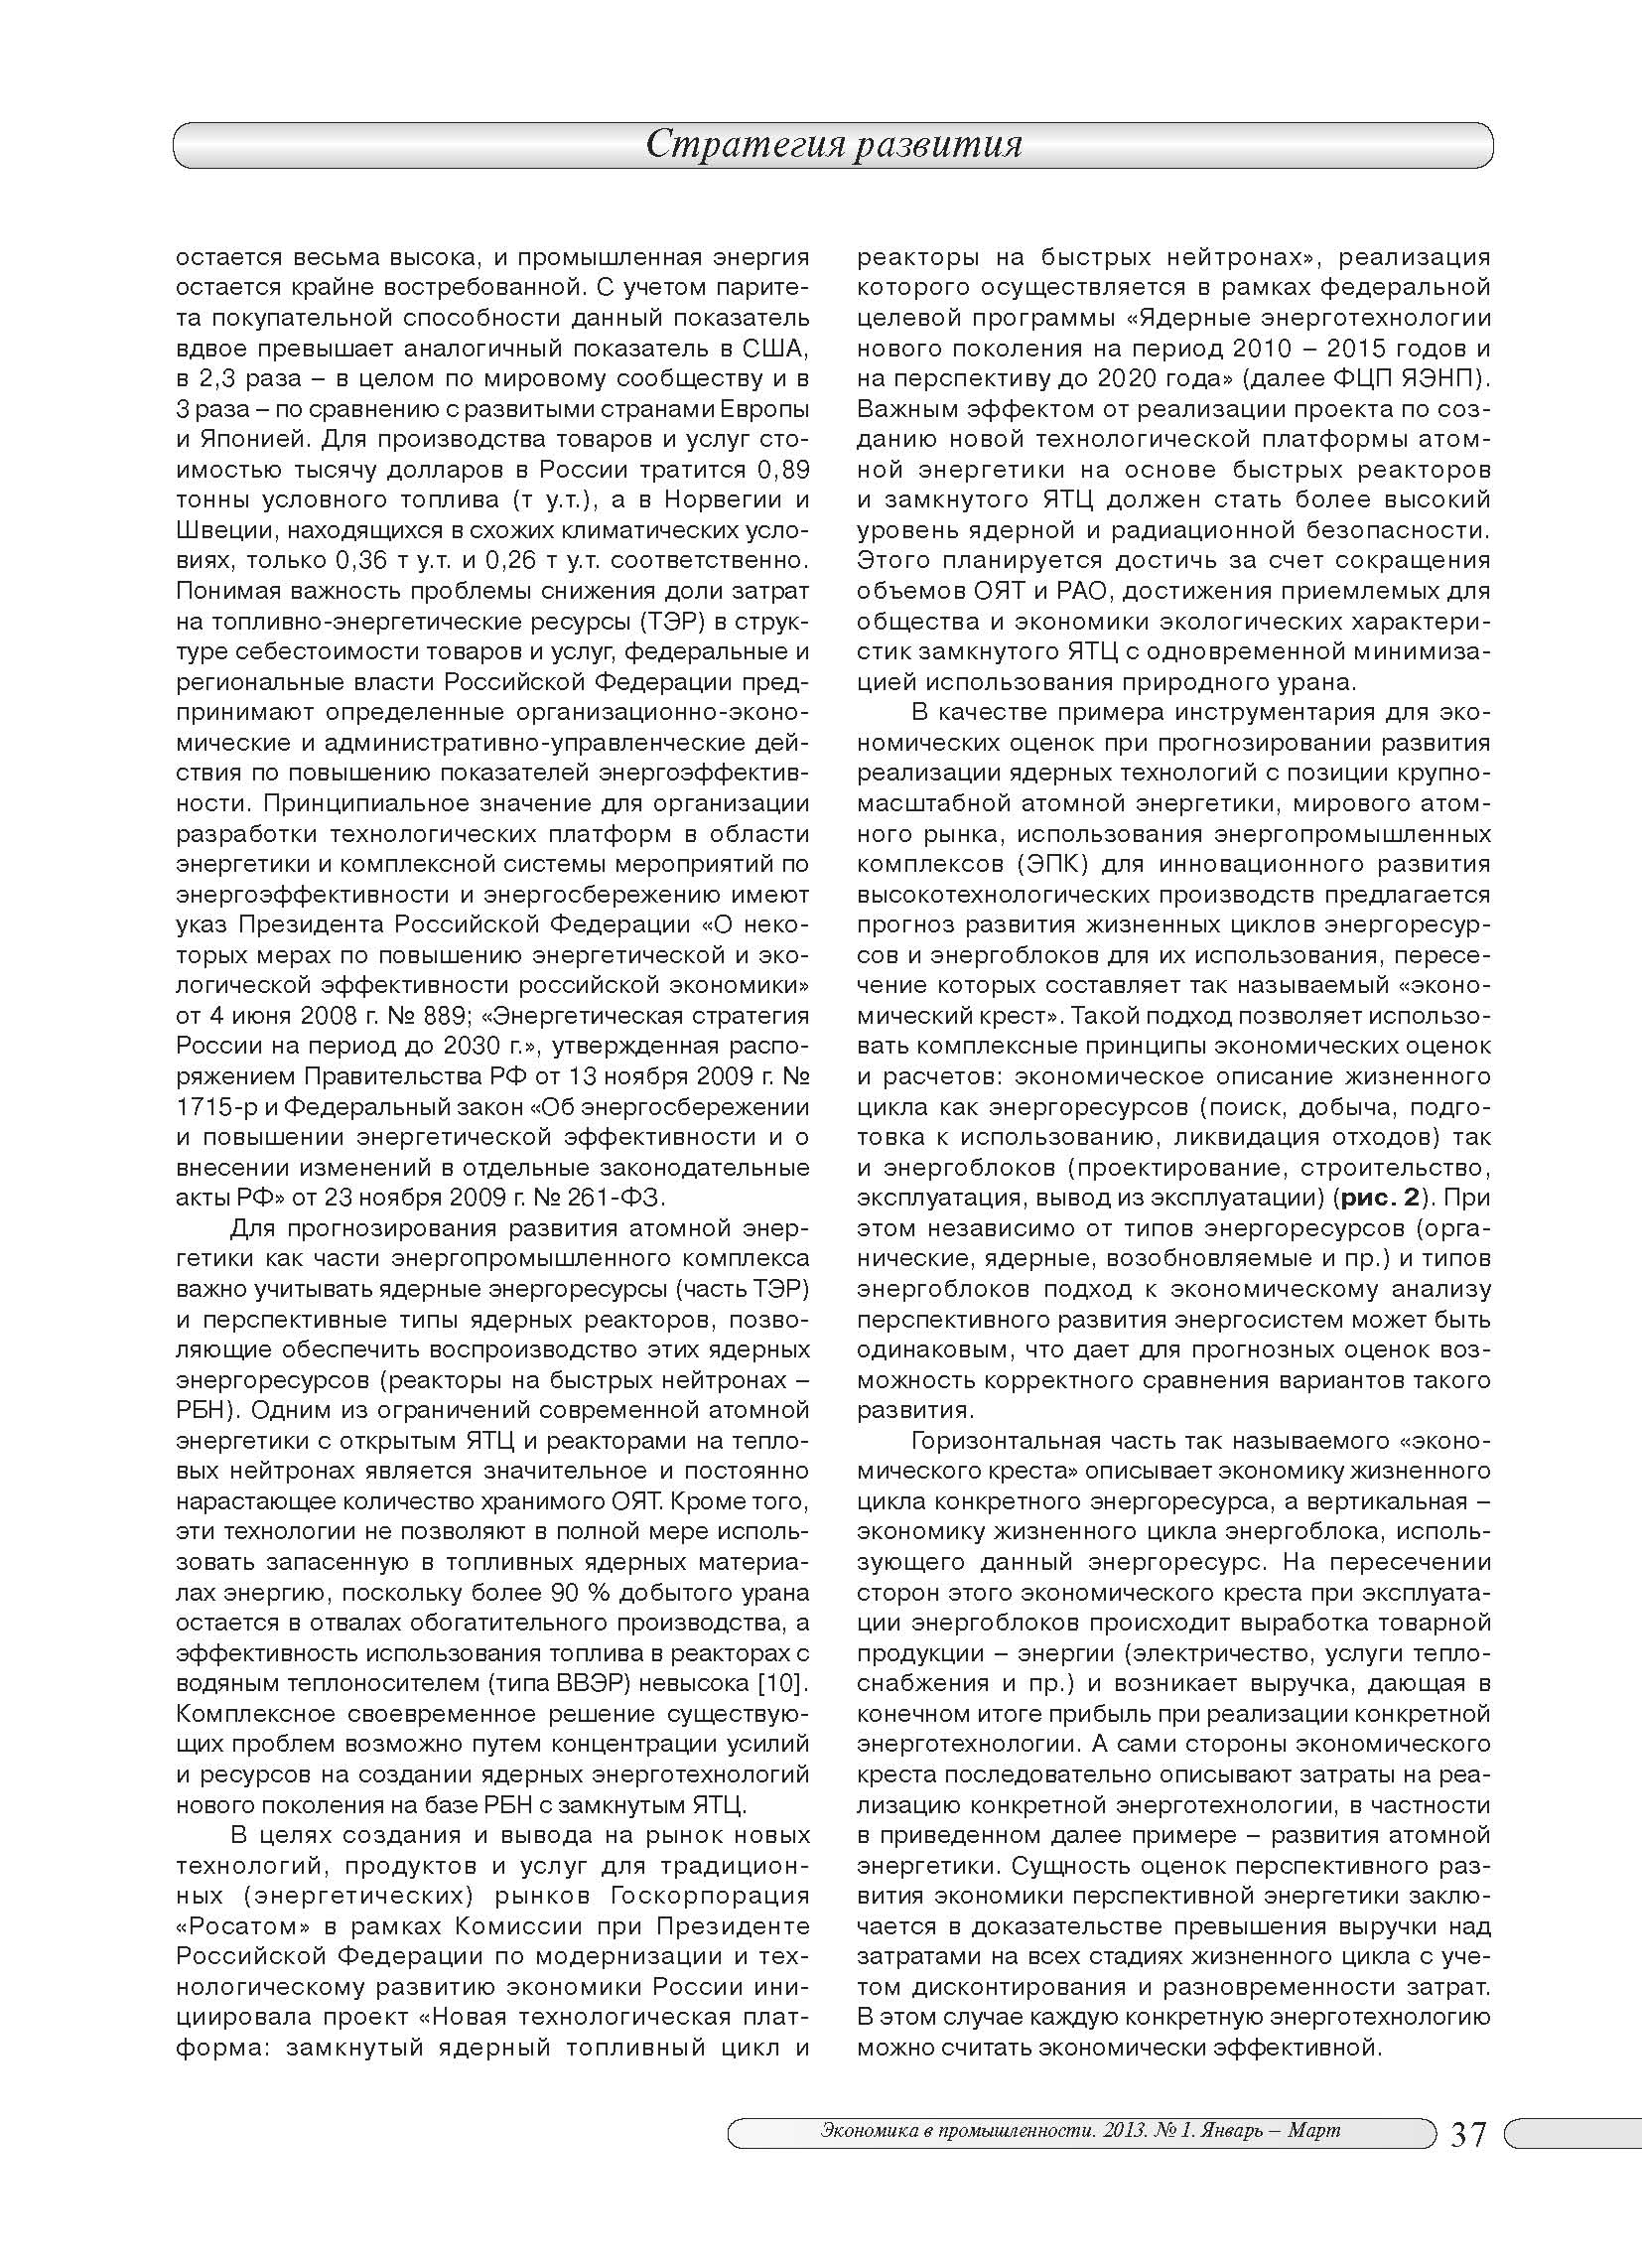 Стратегия развития
остается весьма высока, и промышленная энергия
остается крайне востребованной. С учетом парите-
та покупательной способности данный показатель
вдвое превышает аналогичный показатель в США,
в 2,3 раза – в целом по мировому сообществу и в
3 раза – по сравнению с развитыми странами Европы
и Японией. Для производства товаров и услуг сто-
имостью тысячу долларов в России тратится 0,89
тонны условного топлива (т у.т.), а в Норвегии и
Швеции, находящихся в схожих климатических усло-
виях, только 0,36 т у.т. и 0,26 т у.т. соответственно.
Понимая важность проблемы снижения доли затрат
на топливно-энергетические ресурсы (ТЭР) в струк-
туре себестоимости товаров и услуг, федеральные и
региональные власти Российской Федерации пред-
принимают определенные организационно-эконо-
мические и административно-управленческие дей-
ствия по повышению показателей энергоэффектив-
ности. Принципиальное значение для организации
разработки технологических платформ в области
энергетики и комплексной системы мероприятий по
энергоэффективности и энергосбережению имеют
указ Президента Российской Федерации «О неко-
торых мерах по повышению энергетической и эко-
логической эффективности российской экономики»
от 4 июня 2008 г. № 889; «Энергетическая стратегия
России на период до 2030 г.», утвержденная распо-
ряжением Правительства РФ от 13 ноября 2009 г. №
1715-р и Федеральный закон «Об энергосбережении
и повышении энергетической эффективности и о
внесении изменений в отдельные законодательные
акты РФ» от 23 ноября 2009 г. № 261-ФЗ.
Для прогнозирования развития атомной энер-
гетики как части энергопромышленного комплекса
важно учитывать ядерные энергоресурсы (часть ТЭР)
и перспективные типы ядерных реакторов, позво-
ляющие обеспечить воспроизводство этих ядерных
энергоресурсов (реакторы на быстрых нейтронах –
РБН). Одним из ограничений современной атомной
энергетики с открытым ЯТЦ и реакторами на тепло-
вых нейтронах является значительное и постоянно
нарастающее количество хранимого ОЯТ. Кроме того,
эти технологии не позволяют в полной мере исполь-
зовать запасенную в топливных ядерных материа-
лах энергию, поскольку более 90 % добытого урана
остается в отвалах обогатительного производства, а
эффективность использования топлива в реакторах с
водяным теплоносителем (типа ВВЭР) невысока [10].
Комплексное своевременное решение существую-
щих проблем возможно путем концентрации усилий
и ресурсов на создании ядерных энерготехнологий
нового поколения на базе РБН с замкнутым ЯТЦ.
В целях создания и вывода на рынок новых
технологий, продуктов и услуг для традицион-
ных (энергетических) рынков Госкорпорация
«Росатом» в рамках Комиссии при Президенте
Российской Федерации по модернизации и тех-
нологическому развитию экономики России ини-
циировала проект «Новая технологическая плат-
форма: замкнутый ядерный топливный цикл и
реакторы на быстрых нейтронах», реализация
которого осуществляется в рамках федеральной
целевой программы «Ядерные энерготехнологии
нового поколения на период 2010 – 2015 годов и
на перспективу до 2020 года» (далее ФЦП ЯЭНП).
Важным эффектом от реализации проекта по соз-
данию новой технологической платформы атом-
ной энергетики на основе быстрых реакторов
и замкнутого ЯТЦ должен стать более высокий
уровень ядерной и радиационной безопасности.
Этого планируется достичь за счет сокращения
объемов ОЯТ и РАО, достижения приемлемых для
общества и экономики экологических характери-
стик замкнутого ЯТЦ с одновременной минимиза-
цией использования природного урана.
В качестве примера инструментария для эко-
номических оценок при прогнозировании развития
реализации ядерных технологий с позиции крупно-
масштабной атомной энергетики, мирового атом-
ного рынка, использования энергопромышленных
комплексов (ЭПК) для инновационного развития
высокотехнологических производств предлагается
прогноз развития жизненных циклов энергоресур-
сов и энергоблоков для их использования, пересе-
чение которых составляет так называемый «эконо-
мический крест». Такой подход позволяет использо-
вать комплексные принципы экономических оценок
и расчетов: экономическое описание жизненного
цикла как энергоресурсов (поиск, добыча, подго-
товка к использованию, ликвидация отходов) так
и энергоблоков (проектирование, строительство,
эксплуатация, вывод из эксплуатации) (рис. 2). При
этом независимо от типов энергоресурсов (орга-
нические, ядерные, возобновляемые и пр.) и типов
энергоблоков подход к экономическому анализу
перспективного развития энергосистем может быть
одинаковым, что дает для прогнозных оценок воз-
можность корректного сравнения вариантов такого
развития.
Горизонтальная часть так называемого «эконо-
мического креста» описывает экономику жизненного
цикла конкретного энергоресурса, а вертикальная –
экономику жизненного цикла энергоблока, исполь-
зующего данный энергоресурс. На пересечении
сторон этого экономического креста при эксплуата-
ции энергоблоков происходит выработка товарной
продукции – энергии (электричество, услуги тепло-
снабжения и пр.) и возникает выручка, дающая в
конечном итоге прибыль при реализации конкретной
энерготехнологии. А сами стороны экономического
креста последовательно описывают затраты на реа-
лизацию конкретной энерготехнологии, в частности
в приведенном далее примере – развития атомной
энергетики. Сущность оценок перспективного раз-
вития экономики перспективной энергетики заклю-
чается в доказательстве превышения выручки над
затратами на всех стадиях жизненного цикла с уче-
том дисконтирования и разновременности затрат.
В этом случае каждую конкретную энерготехнологию
можно считать экономически эффективной.
Экономика в промышленности. 2013. № 1. Январь – Март
37